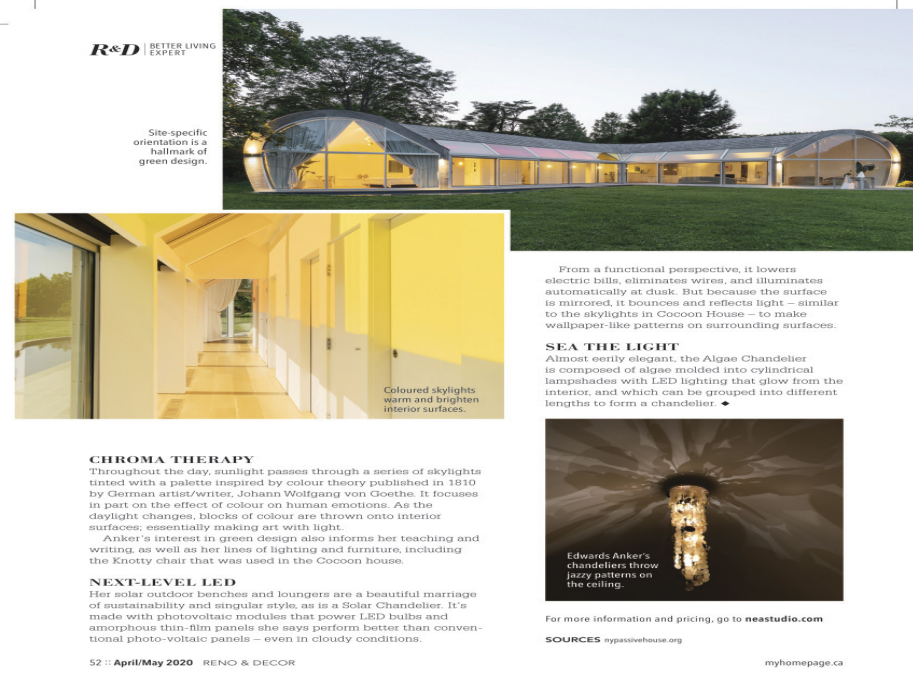 R&D BETTER LIVING
EXPERT
Site-specific
orientation is a
hallmark of
green design.
Coloured skylights
warm and brighten
interior surfaces.
CHROMA THERAPY
Throughout the day, sunlight passes through a series of skylights
tinted with a palette inspired by colour theory published in 1810
by German artist/writer, Johann Wolfgang von Goethe. It focuses
in part on the effect of colour on human emotions. As the
daylight changes, blocks of colour are thrown onto interior
surfaces; essentially making art with light.
Anker's interest in green design also informs her teaching and
writing, as well as her lines of lighting and furniture, including
the Knotty chair that was used in the Cocoon house.
NEXT-LEVEL LED
Her solar outdoor benches and loungers are a beautiful marriage
of sustainability and singular style, as is a Solar Chandelier. It's
made with photovoltaic modules that power LED bulbs and
amorphous thin-film panels she says perform better than conven-
tional photo-voltaic panels – even in cloudy conditions.
From a functional perspective, it lowers
electric bills, eliminates wires, and illuminates
automatically at dusk. But because the surface
is mirrored, it bounces and reflects light – similar
to the skylights in Cocoon House – to make
wallpaper-like patterns on surrounding surfaces.
SEA THE LIGHT
Almost eerily elegant, the Algae Chandelier
is composed of algae molded into cylindrical
lampshades with LED lighting that glow from the
interior, and which can be grouped into different
lengths to form a chandelier. ◆
Edwards Anker's
chandeliers throw
jazzy patterns on
the ceiling.
For more information and pricing, go to neastudio.com
SOURCES nypassivehouse.org
52 :: April/May 2020 RENO & DECOR
myhomepage.ca